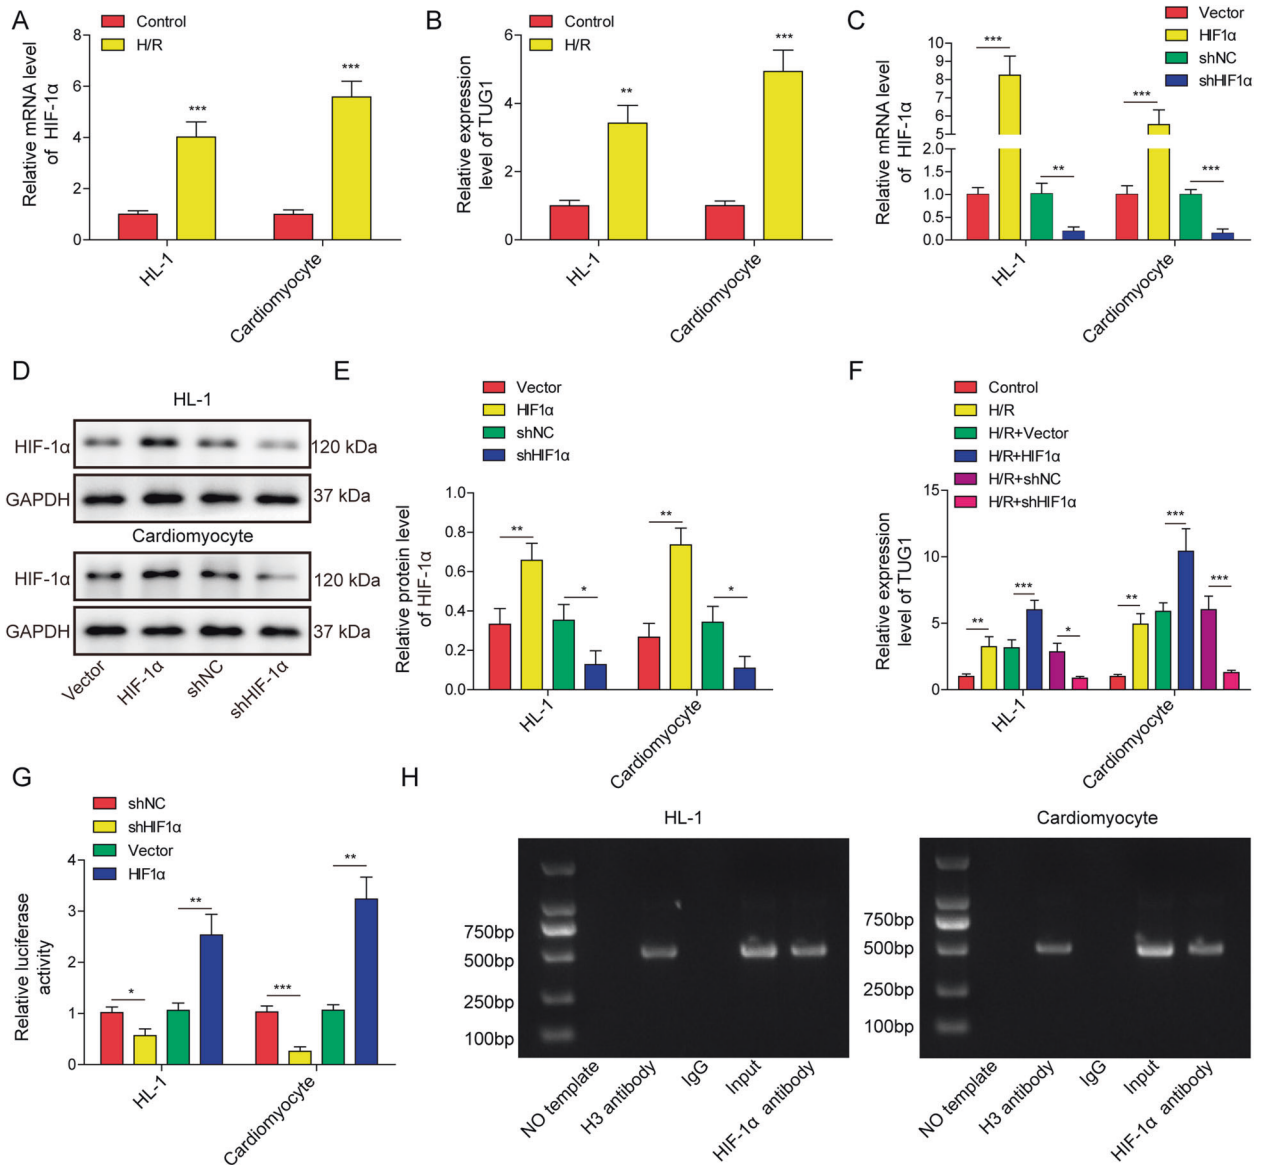 A
Control
H/R
Relative mRNA level
of HIF-1α
8
6
4
2
0
***
***
HL-1
Cardiomyocyte
B
Control
H/R
Relative expression
level of TUG1
6
4
2
0
**
***
HL-1
Cardiomyocyte
C
Vector
HIF1α
shNC
shHIF1α
Relative mRNA level
of HIF-1α
10
9
8
7
6
5
2.0
1.5
1.0
0.5
0.0
***
**
***
***
HL-1
Cardiomyocyte
D
HL-1
HIF-1α
120 kDa
GAPDH
37 kDa
Cardiomyocyte
HIF-1α
120 kDa
GAPDH
37 kDa
Vector
HIF-1α
shNC
shHIF-1α
E
Vector
HIF1α
shNC
shHIF1α
Relative protein level
of HIF-1α
1.0
0.8
0.6
0.4
0.2
0.0
**
*
**
*
HL-1
Cardiomyocyte
F
Control
H/R
H/R+Vector
H/R+HIF1α
H/R+shNC
H/R+shHIF1α
Relative expression
level of TUG1
15
10
5
0
**
***
*
**
***
***
HL-1
Cardiomyocyte
G
shNC
shHIF1α
Vector
HIF1α
Relative luciferase
activity
4
3
2
1
0
*
**
***
**
HL-1
Cardiomyocyte
H
HL-1
750bp
500bp
250bp
100bp
NO template
H3 antibody
IgG
Input
HIF-1α antibody
Cardiomyocyte
750bp
500bp
250bp
100bp
NO template
H3 antibody
IgG
Input
HIF-1α antibody